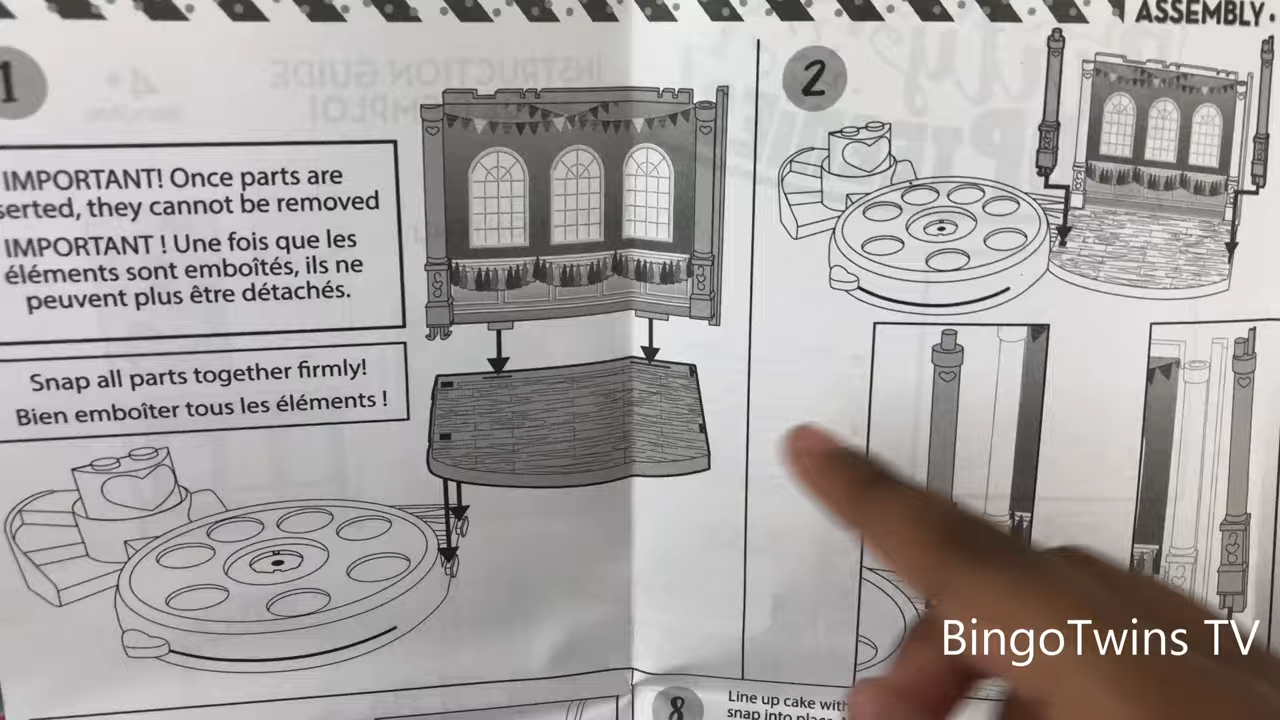 ASSEMBLY
1
IMPORTANT! Once parts are
serted, they cannot be removed
IMPORTANT ! Une fois que les
éléments sont emboîtés, ils ne
peuvent plus être détachés.
Snap all parts together firmly!
Bien emboîter tous les éléments !
2
8
Line up cake with
snap into place.
INSTRUCTION GUIDE
BingoTwins TV